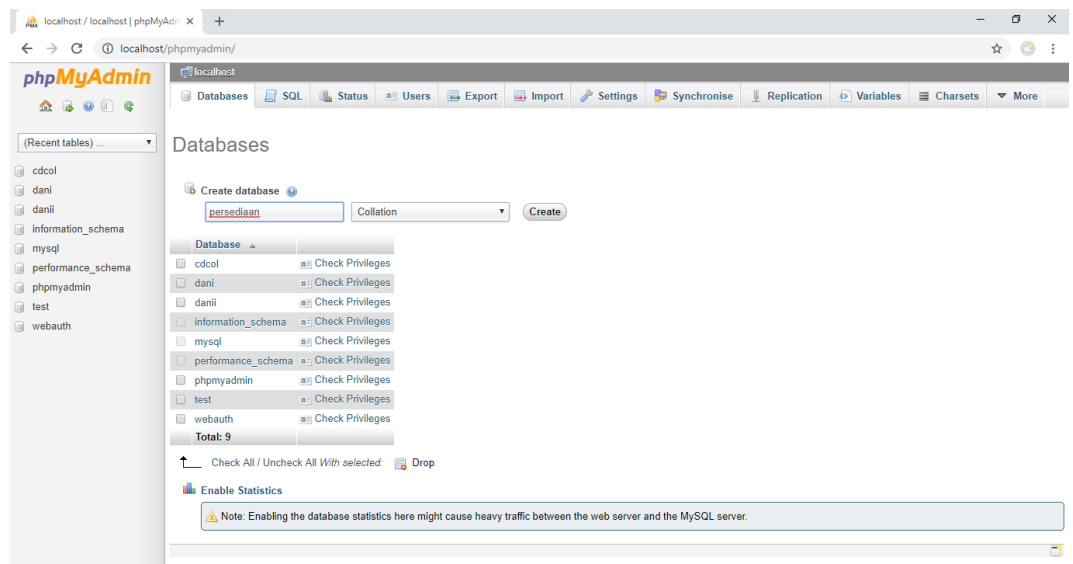 localhost / localhost | phpMyAdn
localhost/phpmyadmin/
phpMyAdmin
(Recent tables) ...
cdcol
dani
danii
information_schema
mysql
performance_schema
phpmyadmin
test
webauth
localhost
Databases SQL Status Users Export Import Settings Synchronise Replication Variables Charsets More
Databases
Create database
persediaan Collation Create
Database
cdcol Check Privileges
dani Check Privileges
danii Check Privileges
information_schema Check Privileges
mysql Check Privileges
performance_schema Check Privileges
phpmyadmin Check Privileges
test Check Privileges
webauth Check Privileges
Total: 9
Check All / Uncheck All With selected: Drop
Enable Statistics
Note: Enabling the database statistics here might cause heavy traffic between the web server and the MySQL server.